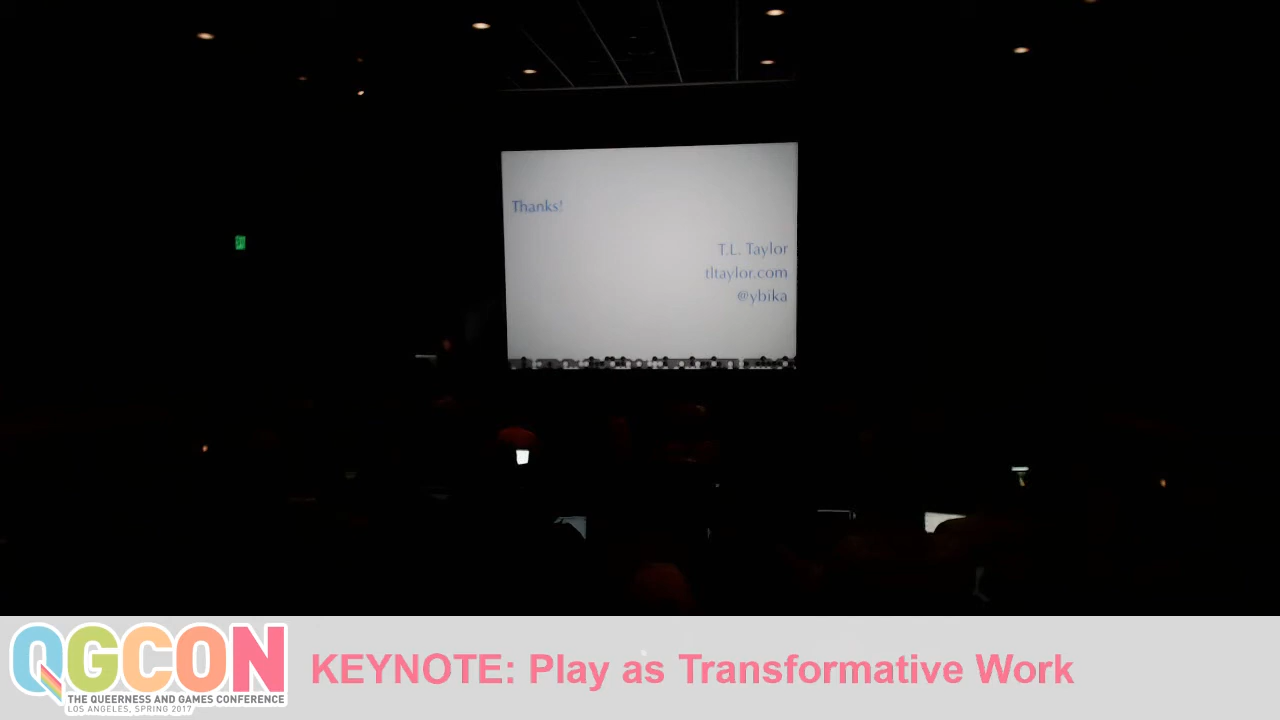 Thanks!
T.L. Taylor
tltaylor.com
@ybika
QGCON
THE QUEERNESS AND GAMES CONFERENCE
LOS ANGELES, SPRING 2017
KEYNOTE: Play as Transformative Work